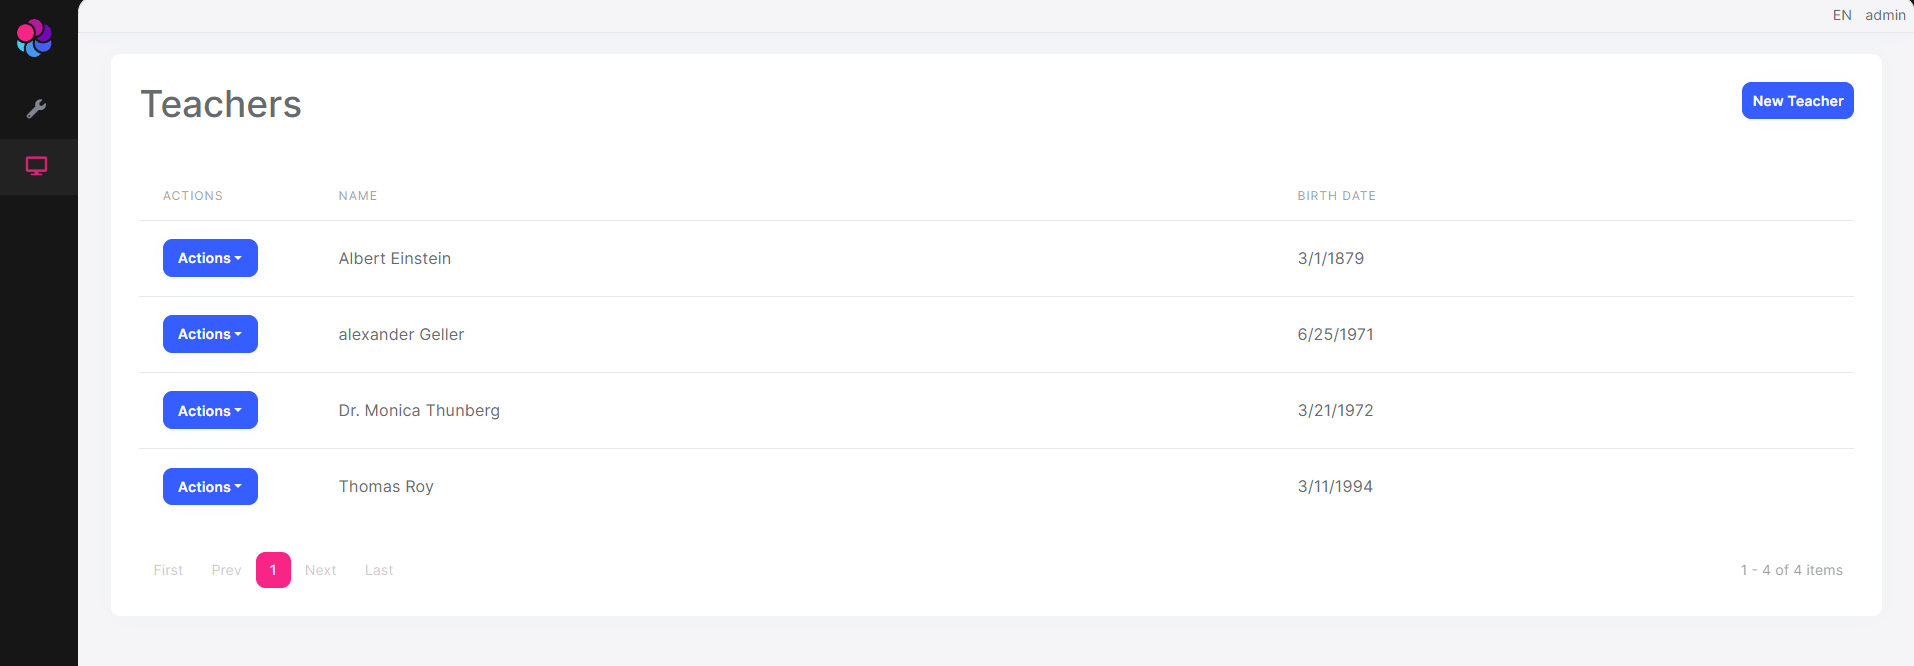 EN admin
Teachers
New Teacher
ACTIONS NAME BIRTH DATE
Actions Albert Einstein 3/1/1879
Actions alexander Geller 6/25/1971
Actions Dr. Monica Thunberg 3/21/1972
Actions Thomas Roy 3/11/1994
First Prev 1 Next Last 1 - 4 of 4 items